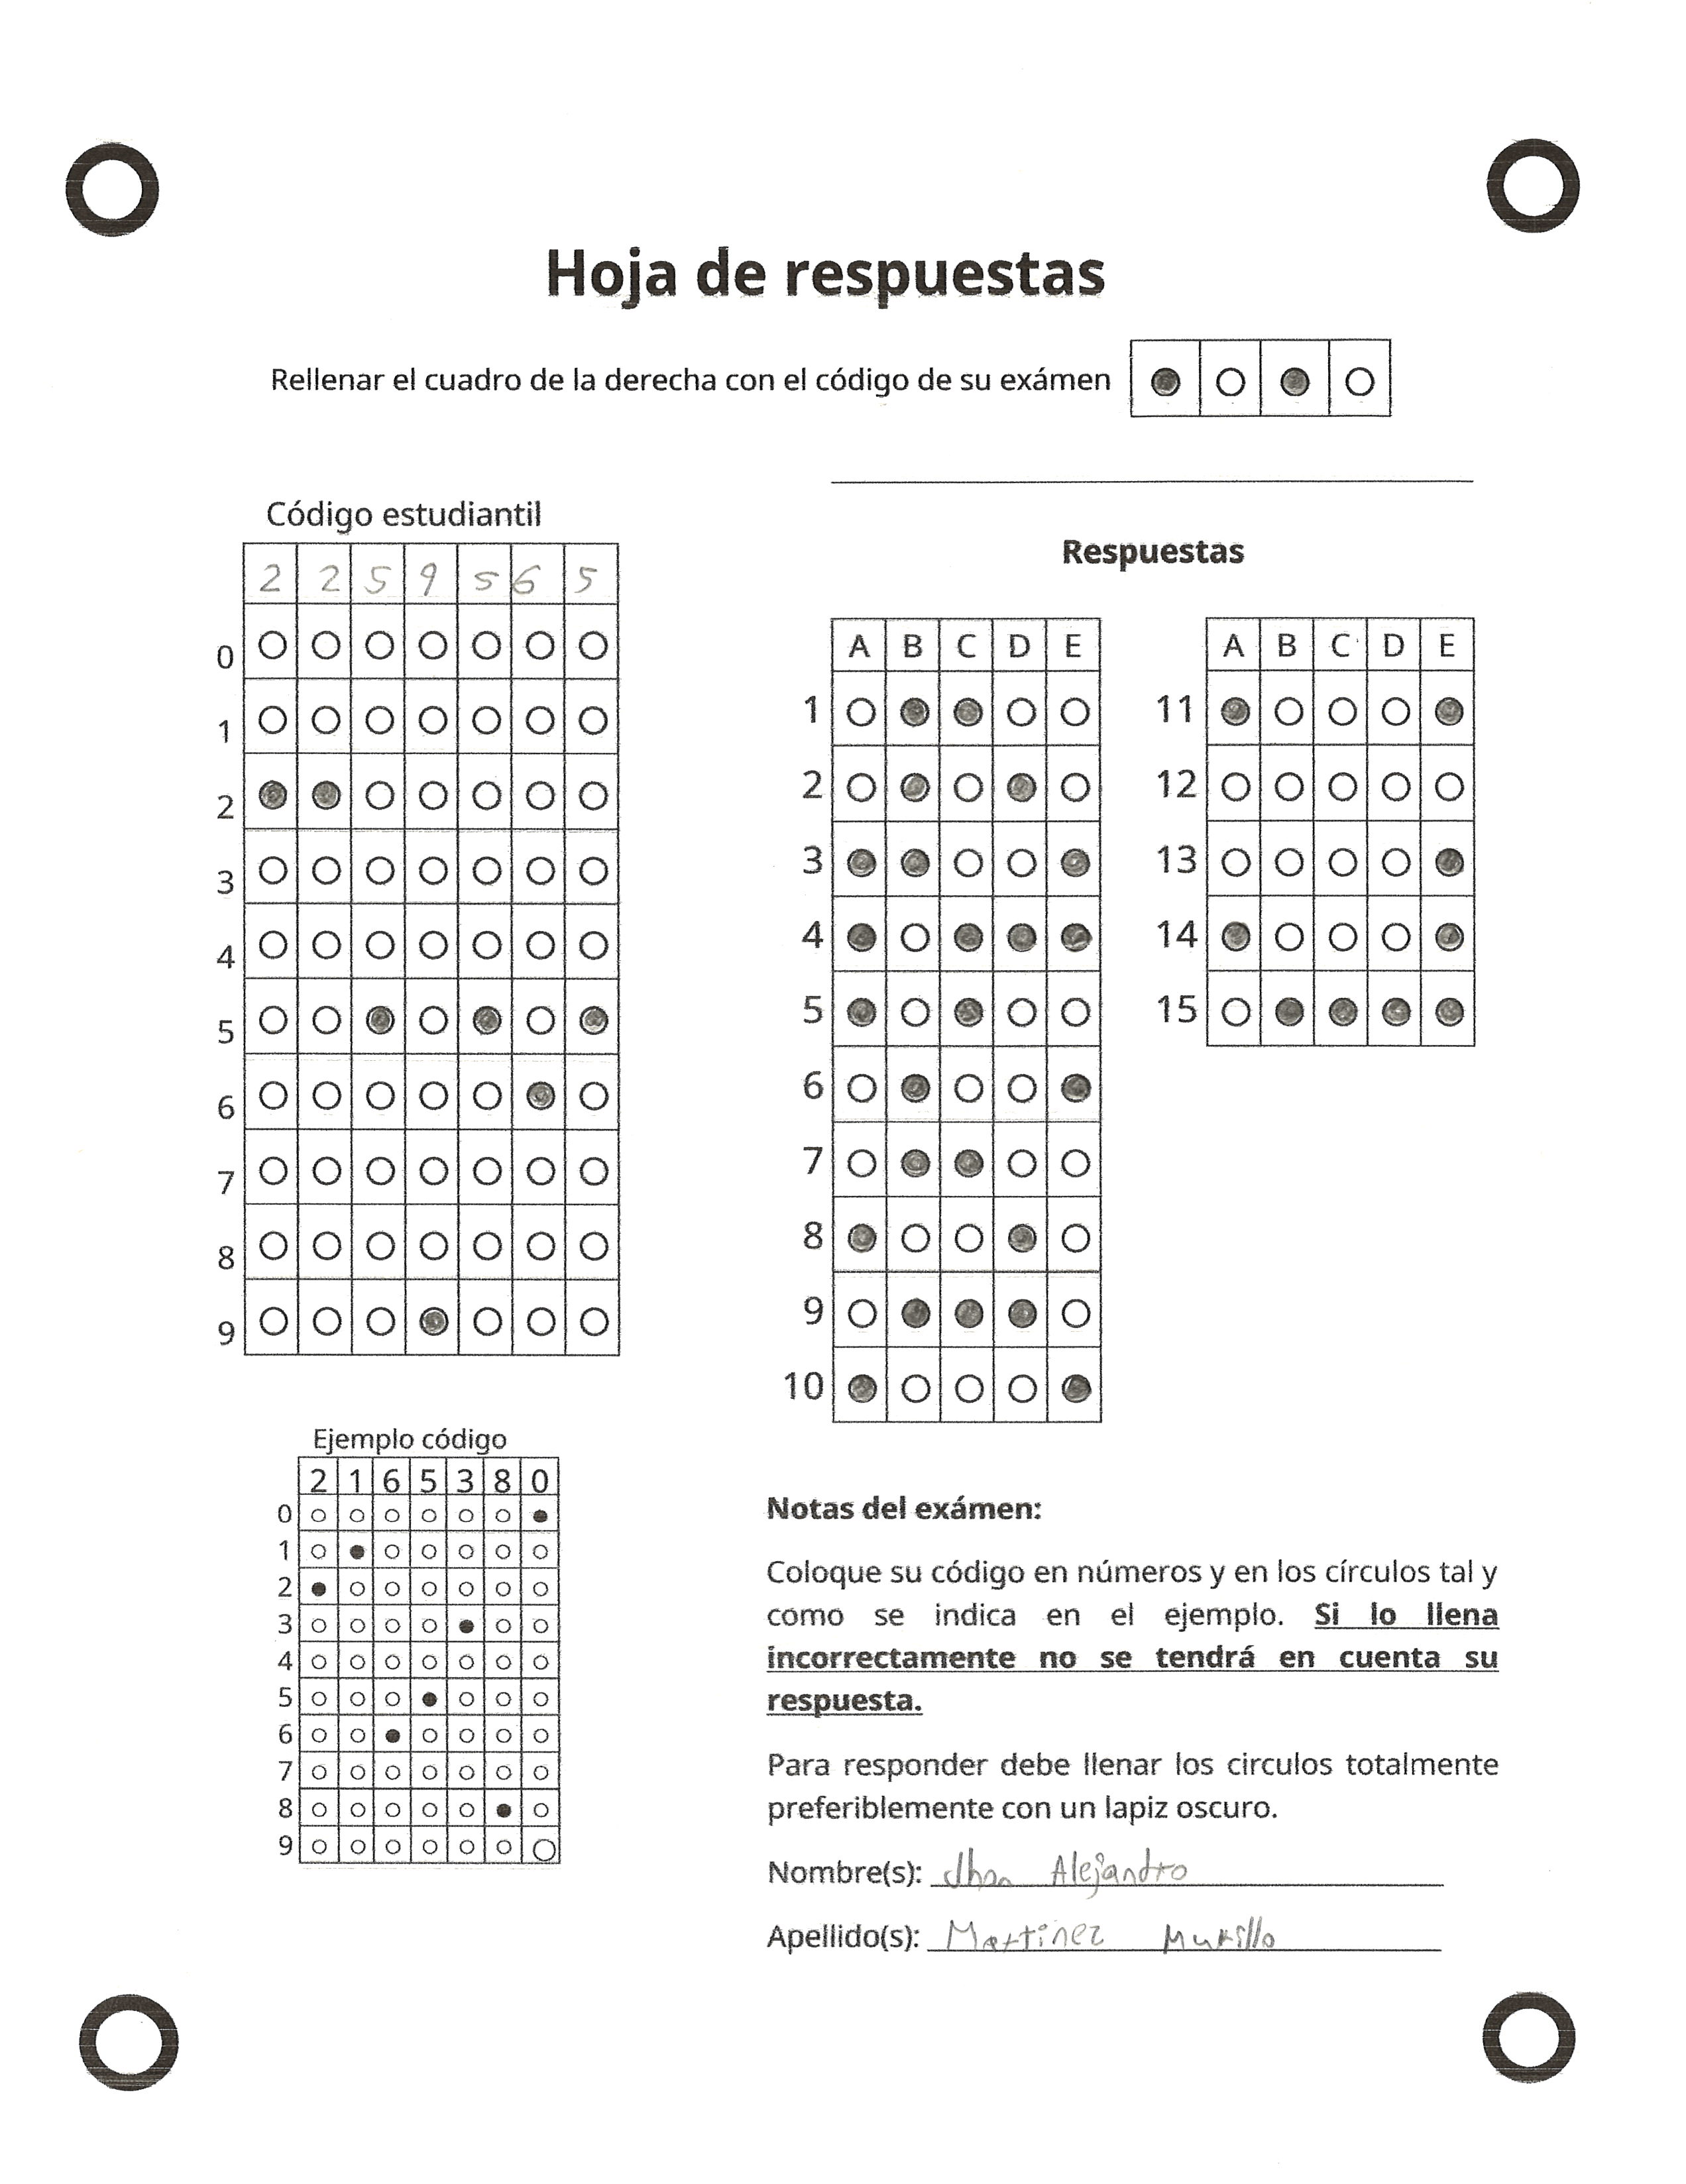 Hoja de respuestas
Rellenar el cuadro de la derecha con el código de su exámen
Código estudiantil
2 2 5 9 5 6 5
0
1
2
3
4
5
6
7
8
9
Respuestas
A B C D E
1
2
3
4
5
6
7
8
9
10
A B C D E
11
12
13
14
15
Ejemplo código
2 1 6 5 3 8 0
0
1
2
3
4
5
6
7
8
9
Notas del exámen:
Coloque su código en números y en los círculos tal y
como se indica en el ejemplo. Si lo llena
incorrectamente no se tendrá en cuenta su
respuesta.
Para responder debe llenar los circulos totalmente
preferiblemente con un lapiz oscuro.
Nombre(s): Jhon Alejandro
Apellido(s): Martinez Murillo